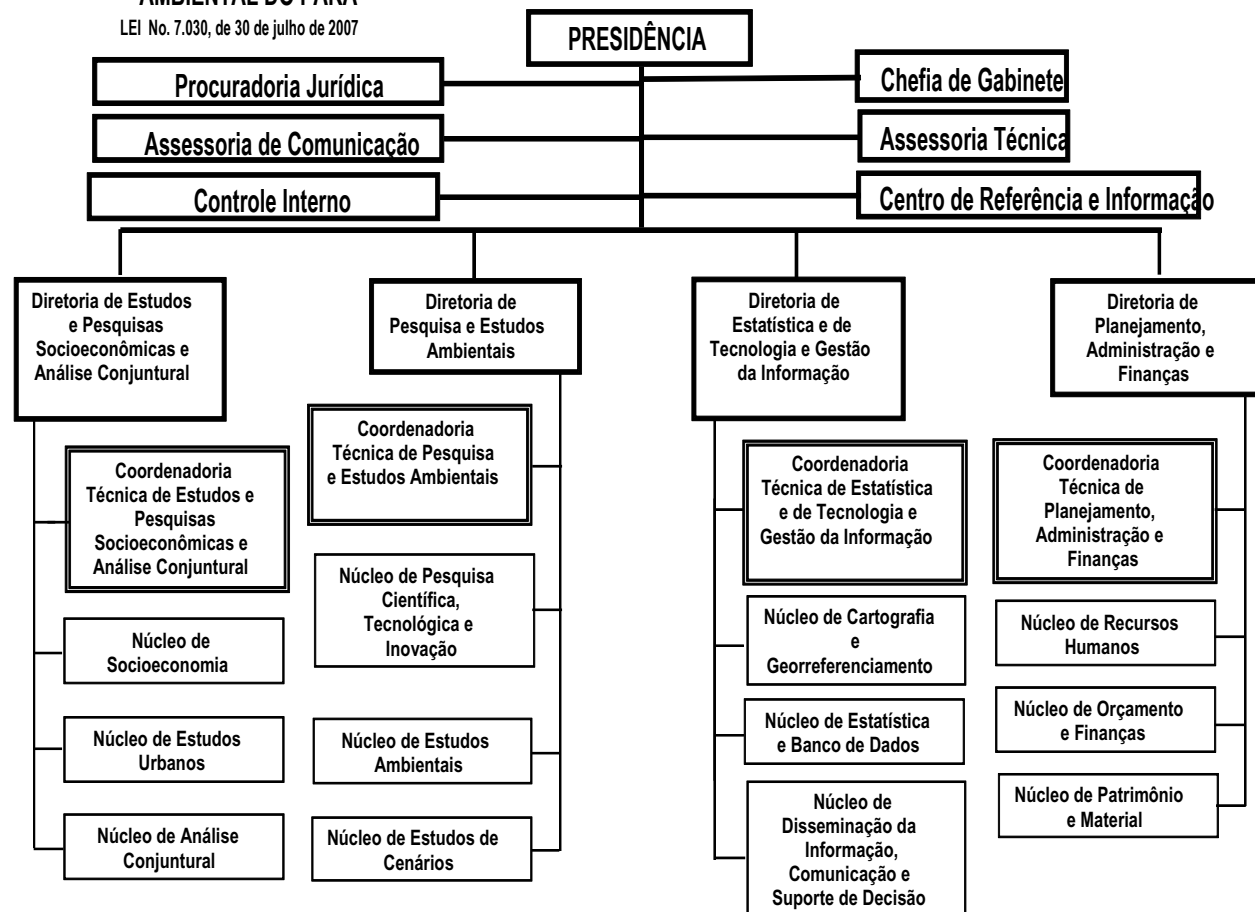 AMBIENTAL DO PARÁ
LEI No. 7.030, de 30 de julho de 2007
PRESIDÊNCIA
Procuradoria Jurídica
Chefia de Gabinete
Assessoria de Comunicação
Assessoria Técnica
Controle Interno
Centro de Referência e Informação
Diretoria de Estudos
e Pesquisas
Socioeconômicas e
Análise Conjuntural
Coordenadoria
Técnica de Estudos e
Pesquisas
Socioeconômicas e
Análise Conjuntural
Núcleo de
Socioeconomia
Núcleo de Estudos
Urbanos
Núcleo de Análise
Conjuntural
Diretoria de
Pesquisa e Estudos
Ambientais
Coordenadoria
Técnica de Pesquisa
e Estudos Ambientais
Núcleo de Pesquisa
Científica,
Tecnológica e
Inovação
Núcleo de Estudos
Ambientais
Núcleo de Estudos de
Cenários
Diretoria de
Estatística e de
Tecnologia e Gestão
da Informação
Coordenadoria
Técnica de Estatística
e de Tecnologia e
Gestão da Informação
Núcleo de Cartografia
e
Georreferenciamento
Núcleo de Estatística
e Banco de Dados
Núcleo de
Disseminação da
Informação,
Comunicação e
Suporte de Decisão
Diretoria de
Planejamento,
Administração e
Finanças
Coordenadoria
Técnica de
Planejamento,
Administração e
Finanças
Núcleo de Recursos
Humanos
Núcleo de Orçamento
e Finanças
Núcleo de Patrimônio
e Material